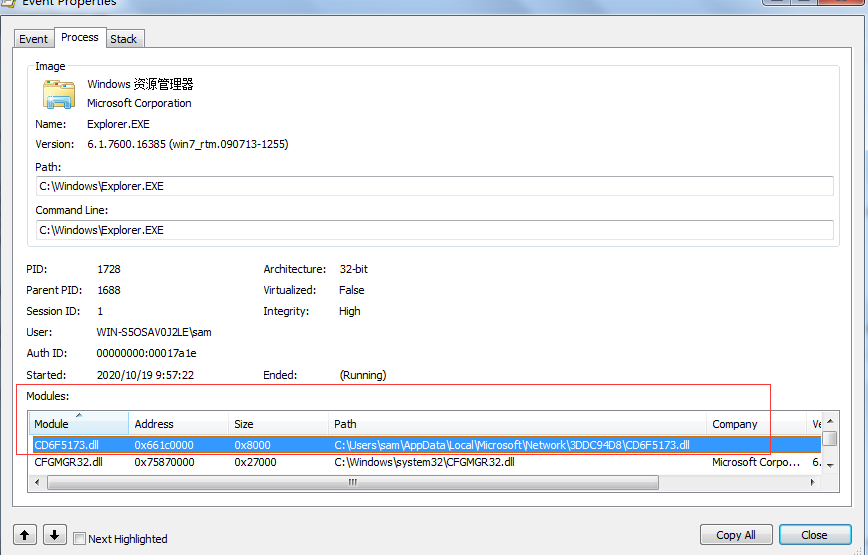 Event Properties
Event Process Stack
Image
Windows 资源管理器
Microsoft Corporation
Name: Explorer.EXE
Version: 6.1.7600.16385 (win7_rtm.090713-1255)
Path:
C:\Windows\Explorer.EXE
Command Line:
C:\Windows\Explorer.EXE
PID: 1728 Architecture: 32-bit
Parent PID: 1688 Virtualized: False
Session ID: 1 Integrity: High
User: WIN-S5OSAV0J2LE\sam
Auth ID: 00000000:00017a1e
Started: 2020/10/19 9:57:22 Ended: (Running)
Modules:
Module Address Size Path Company Ve
CD6F5173.dll 0x661c0000 0x8000 C:\Users\sam\AppData\Local\Microsoft\Network\3DDC94D8\CD6F5173.dll
CFGMGR32.dll 0x75870000 0x27000 C:\Windows\system32\CFGMGR32.dll Microsoft Corpo... 6.
Next Highlighted Copy All Close